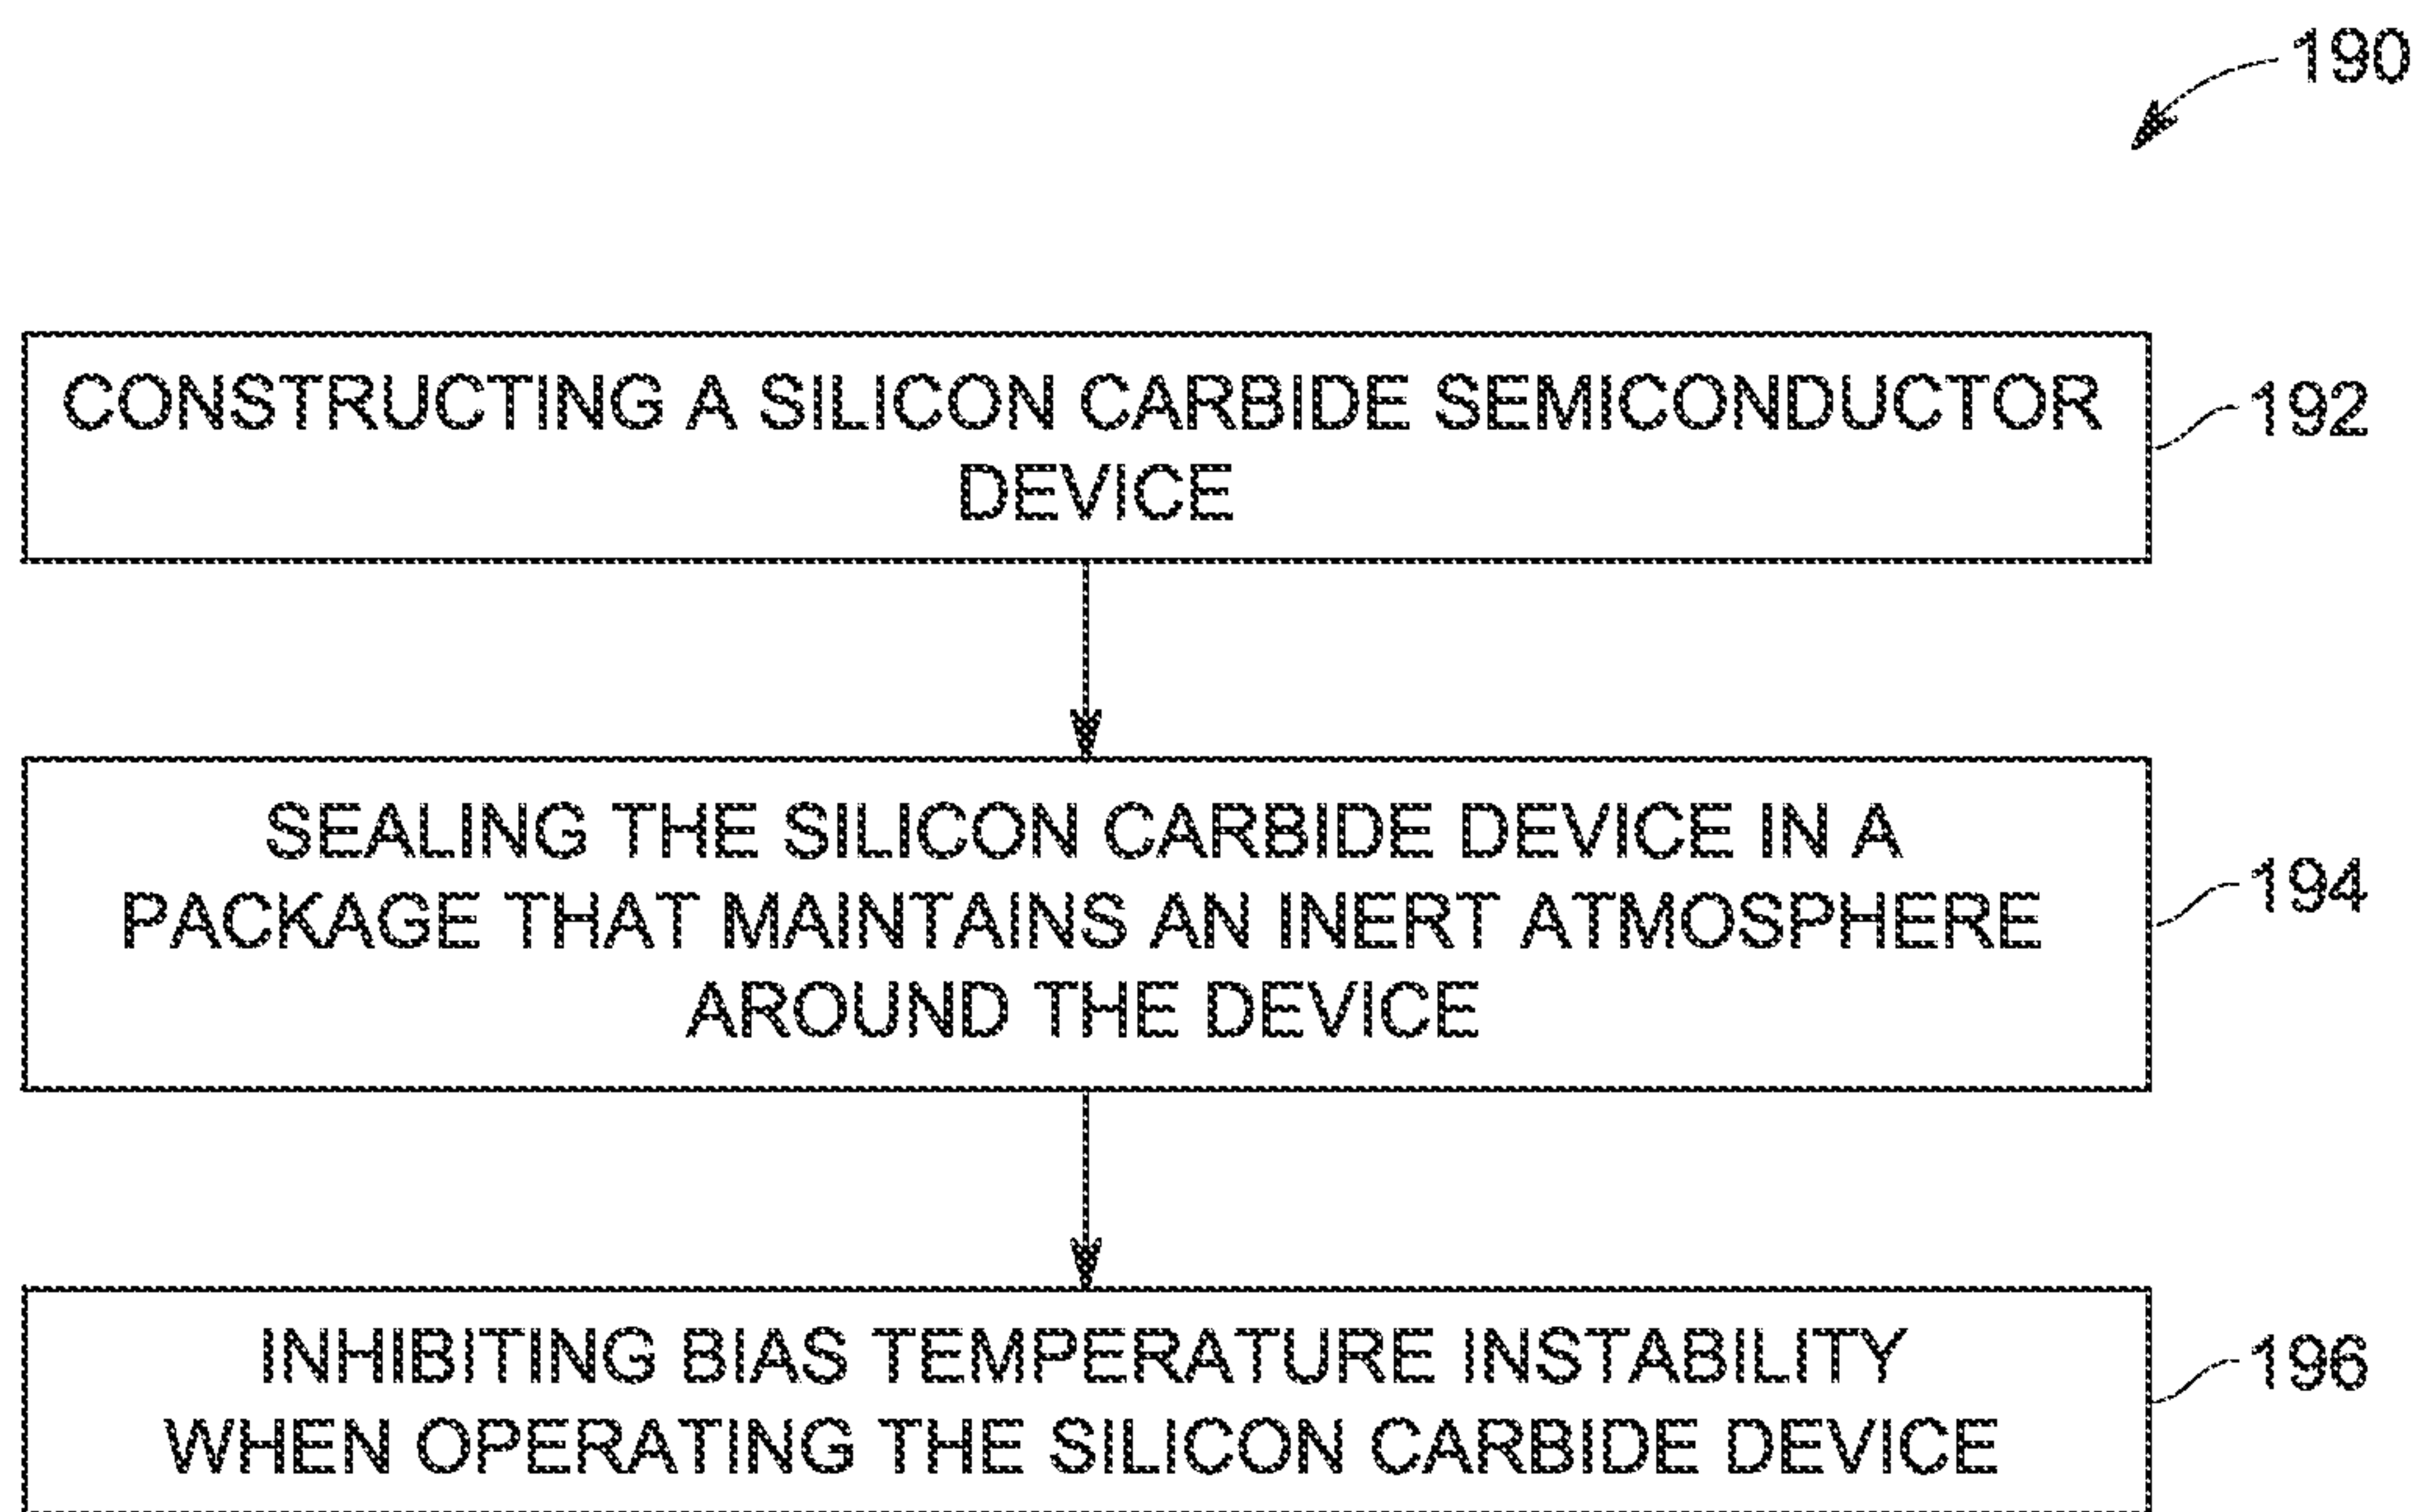 190
CONSTRUCTING A SILICON CARBIDE SEMICONDUCTOR
DEVICE
192
SEALING THE SILICON CARBIDE DEVICE IN A
PACKAGE THAT MAINTAINS AN INERT ATMOSPHERE
AROUND THE DEVICE
194
INHIBITING BIAS TEMPERATURE INSTABILITY
WHEN OPERATING THE SILICON CARBIDE DEVICE
196